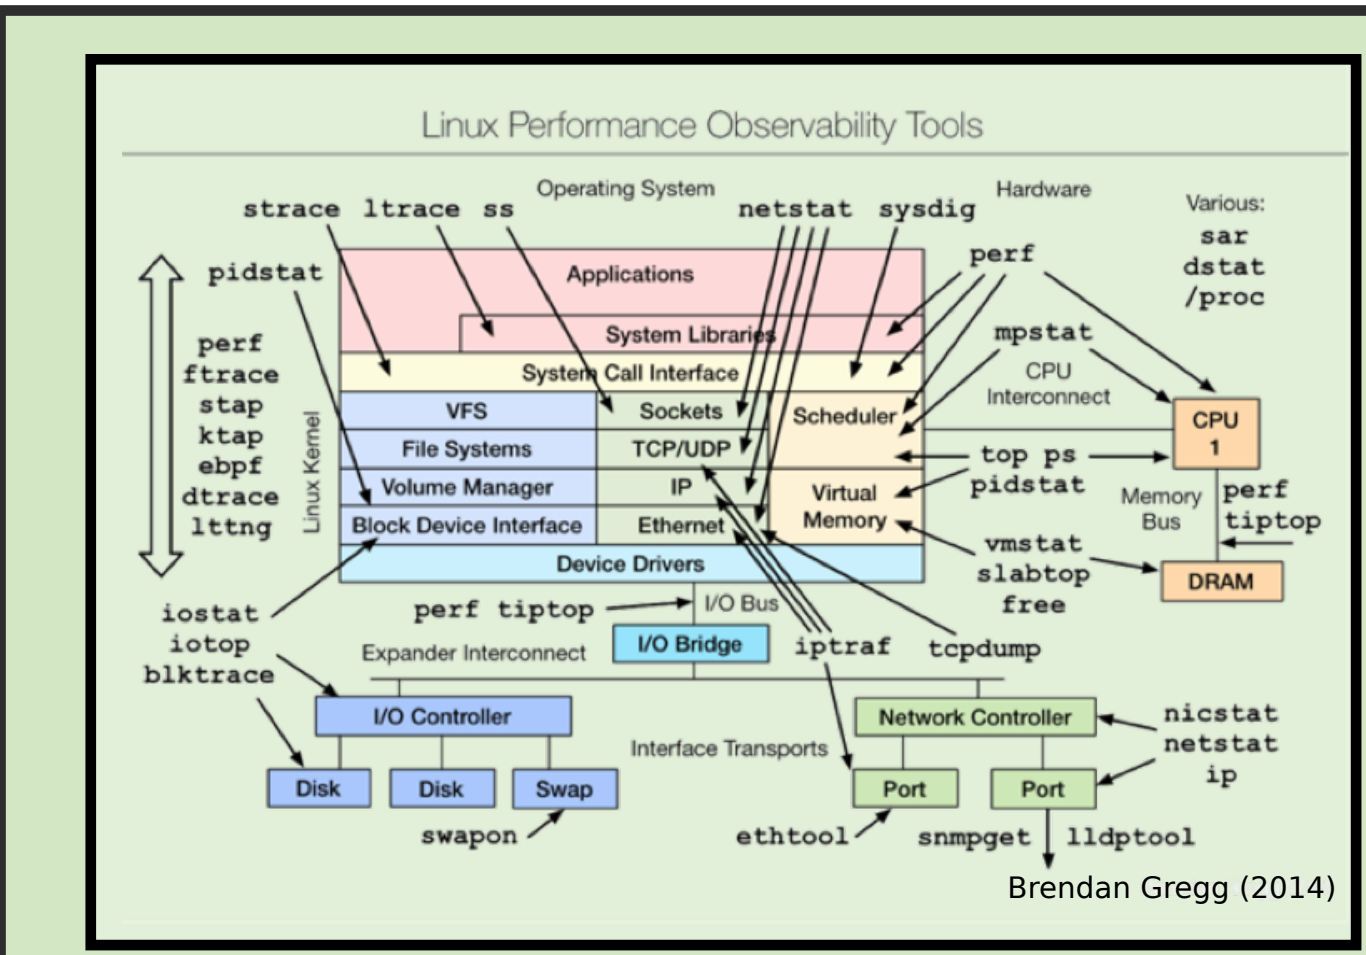 Linux Performance Observability Tools
Operating System
Hardware
strace ltrace ss
netstat sysdig
Various:
sar
dstat
/proc
perf
pidstat
Applications
System Libraries
mpstat
System Call Interface
CPU
Interconnect
perf
ftrace
stap
ktap
ebpf
dtrace
lttng
Linux Kernel
VFS
Sockets
Scheduler
File Systems
TCP/UDP
Volume Manager
IP
Virtual
Memory
Block Device Interface
Ethernet
Device Drivers
CPU
1
top ps
pidstat
Memory
Bus
perf
tiptop
vmstat
slabtop
free
DRAM
iostat
iotop
blktrace
perf tiptop
I/O Bus
I/O Bridge
iptraf
tcpdump
Expander Interconnect
I/O Controller
Network Controller
nicstat
netstat
ip
Interface Transports
Disk
Disk
Swap
Port
Port
swapon
ethtool
snmpget
lldptool
Brendan Gregg (2014)